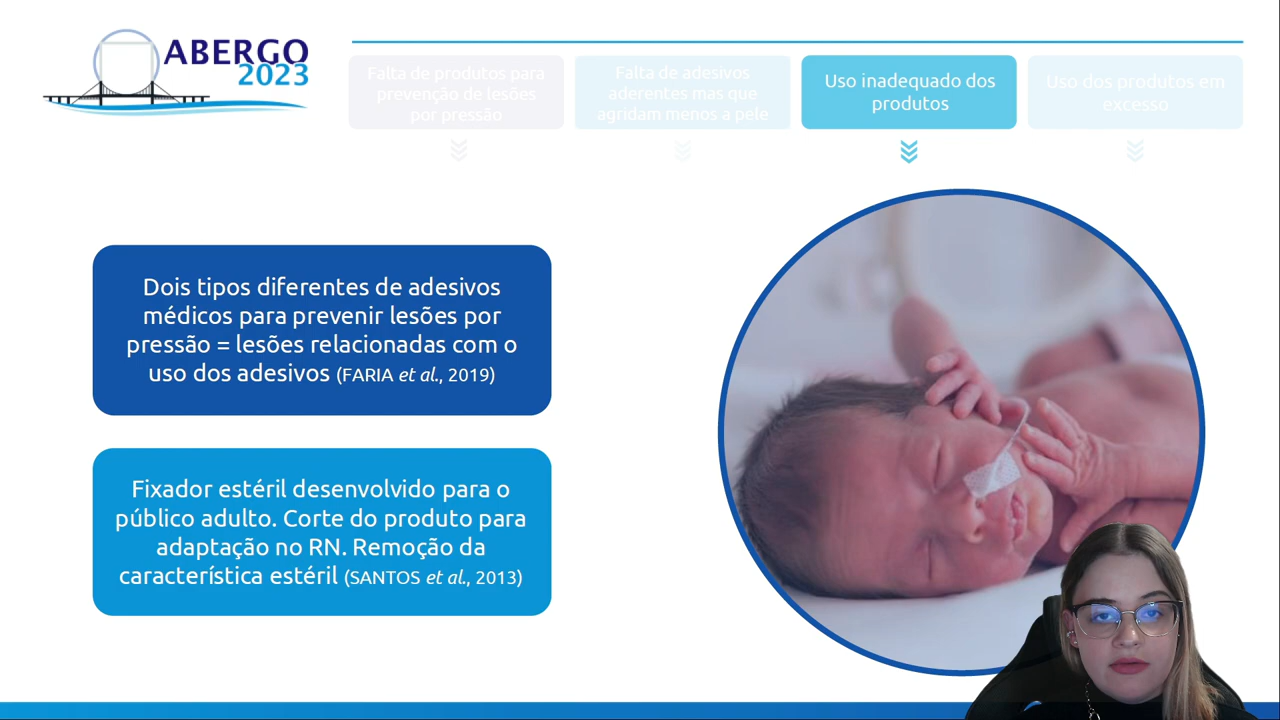 ABERGO
2023
Falta de produtos para
prevenção de lesões
por pressão
Falta de adesivos
aderentes mas que
agridam menos a pele
Uso inadequado dos
produtos
Uso dos produtos em
excesso
Dois tipos diferentes de adesivos
médicos para prevenir lesões por
pressão = lesões relacionadas com o
uso dos adesivos (FARIA et al., 2019)
Fixador estéril desenvolvido para o
público adulto. Corte do produto para
adaptação no RN. Remoção da
característica estéril (SANTOS et al., 2013)